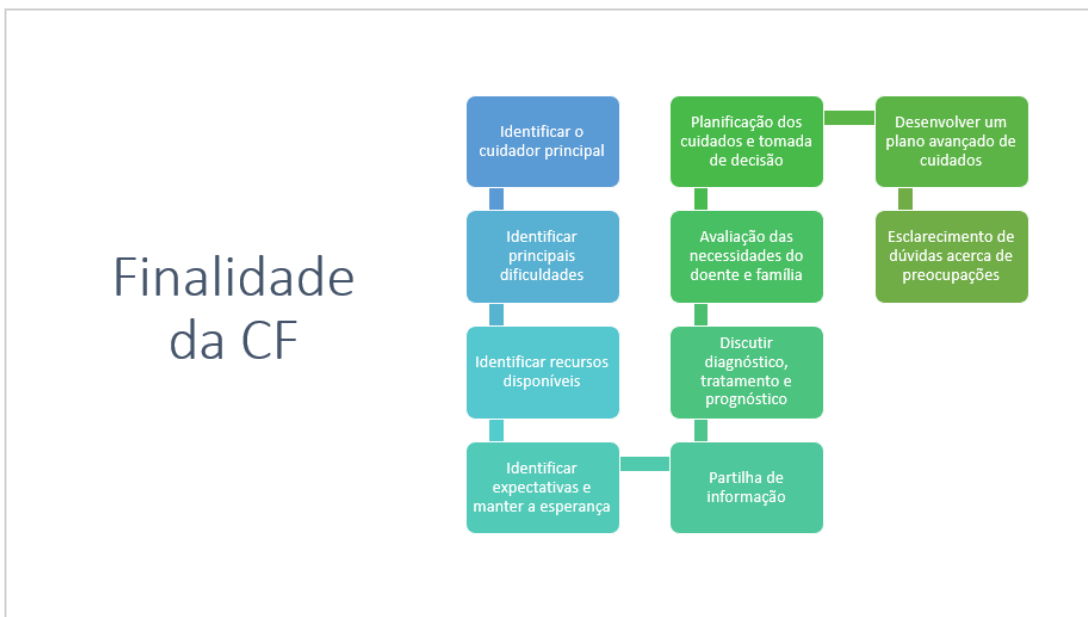 Finalidade
da CF
Identificar o
cuidador principal
Identificar
principais
dificuldades
Identificar recursos
disponíveis
Identificar
expectativas e
manter a esperança
Partilha de
informação
Discutir
diagnóstico,
tratamento e
prognóstico
Avaliação das
necessidades do
doente e família
Planificação dos
cuidados e tomada
de decisão
Desenvolver um
plano avançado de
cuidados
Esclarecimento de
dúvidas acerca de
preocupações